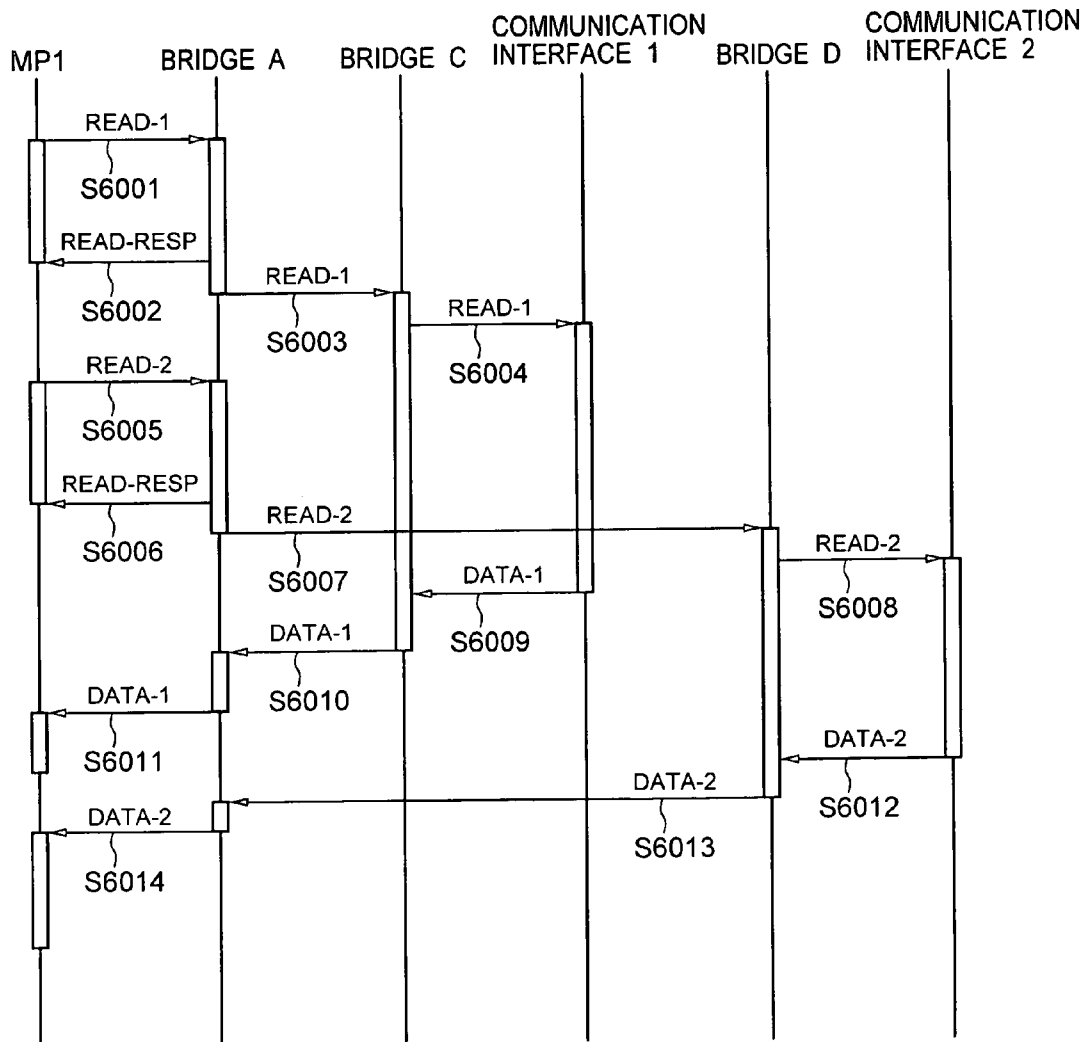 MP1
BRIDGE A
BRIDGE C
COMMUNICATION
INTERFACE 1
BRIDGE D
COMMUNICATION
INTERFACE 2
READ-1
S6001
READ-RESP
S6002
READ-1
S6003
READ-1
S6004
READ-2
S6005
READ-RESP
S6006
READ-2
S6007
READ-2
S6008
DATA-1
S6009
DATA-1
S6010
DATA-1
S6011
DATA-2
S6012
DATA-2
S6013
DATA-2
S6014